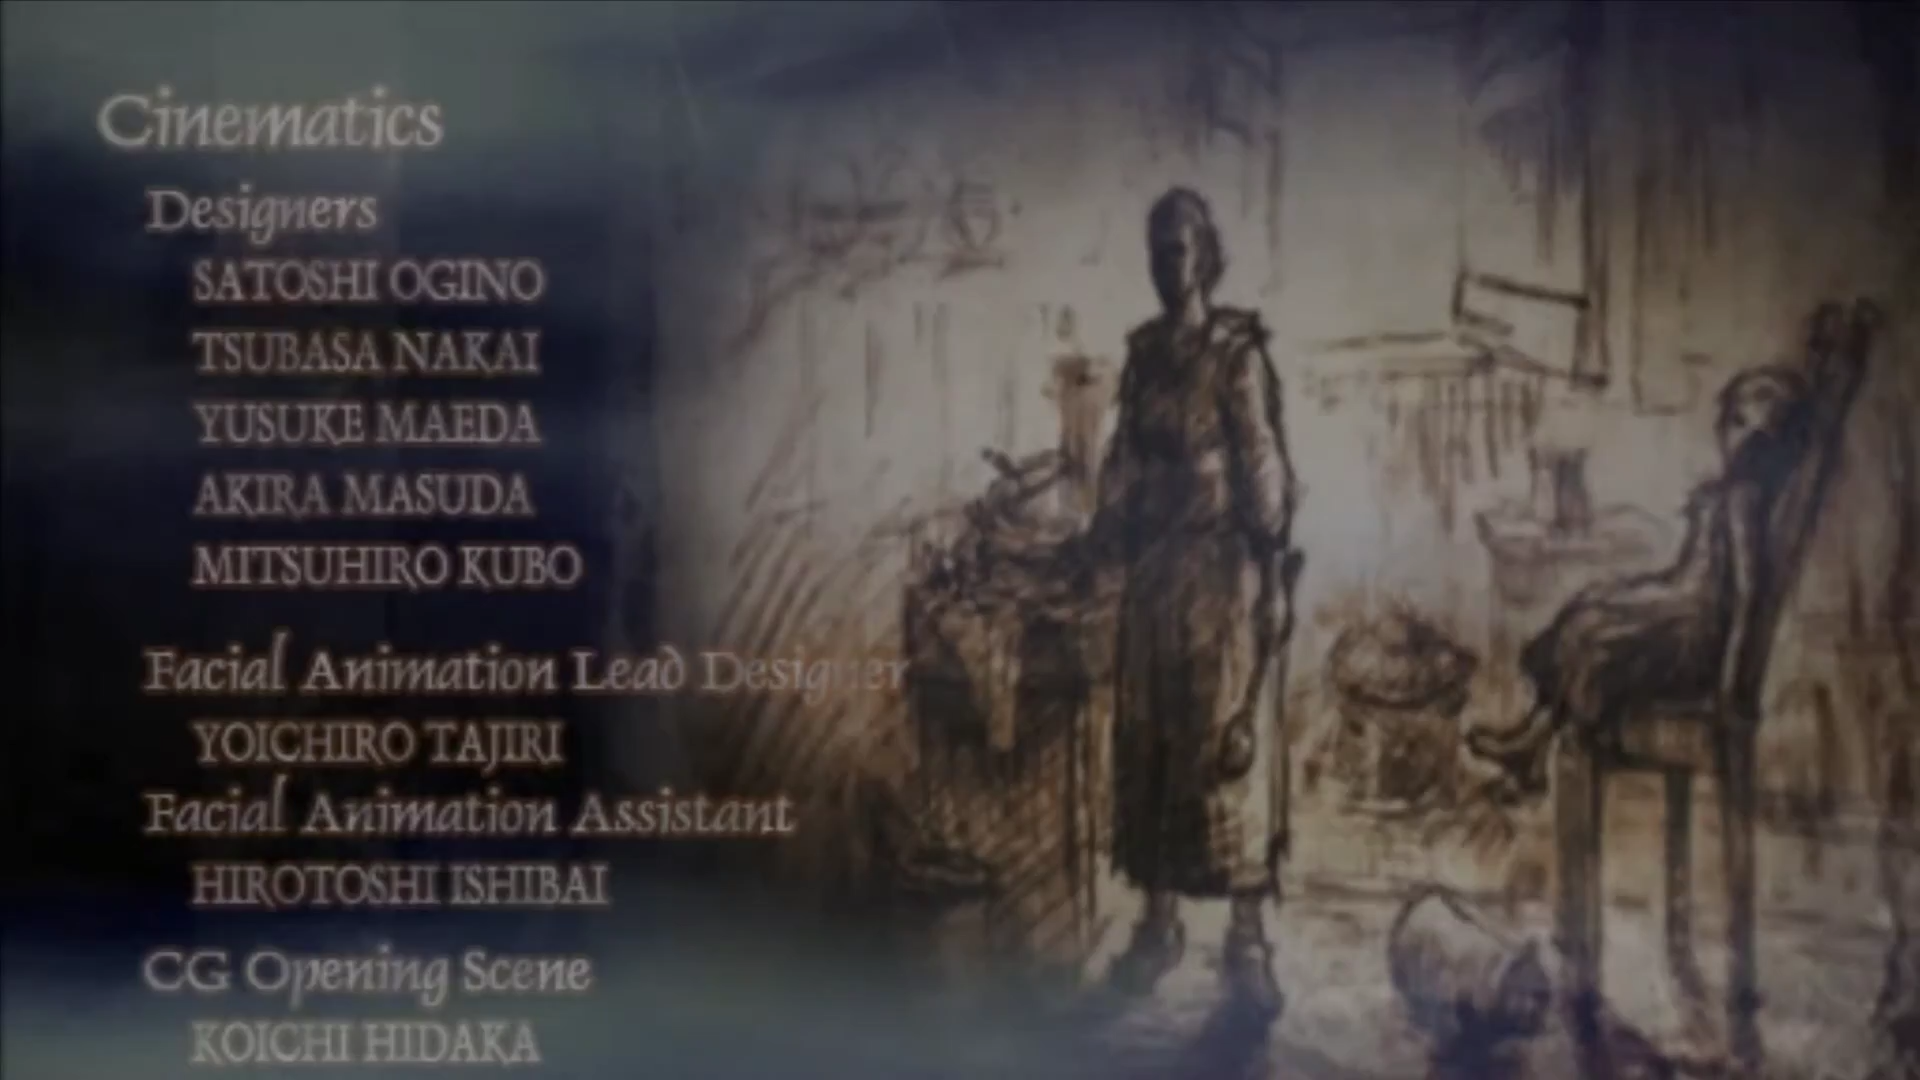 Cinematics
Designers
SATOSHI OGINO
TSUBASA NAKAI
YUSUKE MAEDA
AKIRA MASUDA
MITSUHIRO KUBO
Facial Animation Lead Designer
YOICHIRO TAJIRI
Facial Animation Assistant
HIROTOSHI ISHIBAI
CG Opening Scene
KOICHI HIDAKA